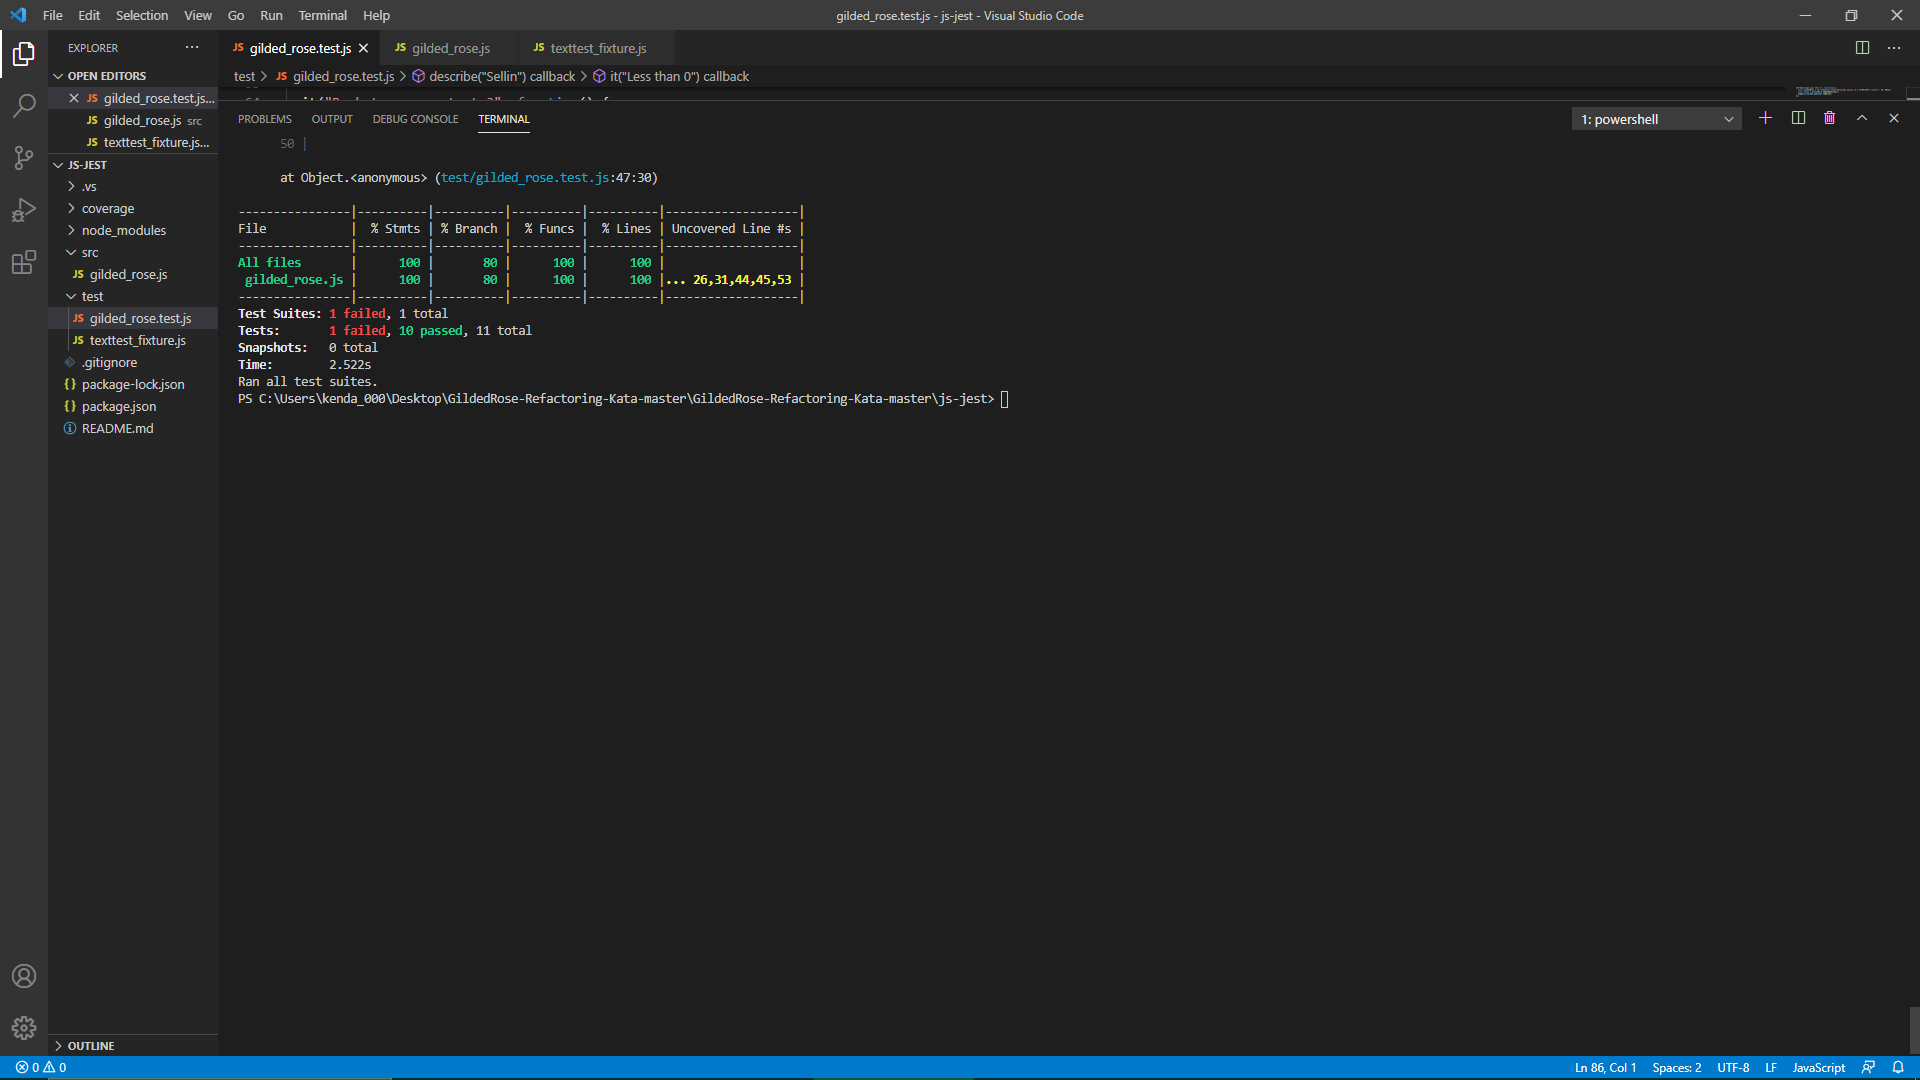 File Edit Selection View Go Run Terminal Help
gilded_rose.test.js - js-jest - Visual Studio Code
EXPLORER
OPEN EDITORS
JS gilded_rose.test.js...
JS gilded_rose.js src
JS texttest_fixture.js...
JS-JEST
.vs
coverage
node_modules
src
JS gilded_rose.js
test
JS gilded_rose.test.js
JS texttest_fixture.js
.gitignore
{} package-lock.json
{} package.json
README.md
OUTLINE
JS gilded_rose.test.js JS gilded_rose.js JS texttest_fixture.js
test > JS gilded_rose.test.js > describe("Sellin") callback > it("Less than 0") callback
PROBLEMS OUTPUT DEBUG CONSOLE TERMINAL
1: powershell
50 |
at Object.<anonymous> (test/gilded_rose.test.js:47:30)
----------------|----------|----------|----------|----------|-------------------|
File | % Stmts | % Branch | % Funcs | % Lines | Uncovered Line #s |
----------------|----------|----------|----------|----------|-------------------|
All files | 100 | 80 | 100 | 100 | |
gilded_rose.js | 100 | 80 | 100 | 100 |... 26,31,44,45,53 |
----------------|----------|----------|----------|----------|-------------------|
Test Suites: 1 failed, 1 total
Tests: 1 failed, 10 passed, 11 total
Snapshots: 0 total
Time: 2.522s
Ran all test suites.
PS C:\Users\kenda_000\Desktop\GildedRose-Refactoring-Kata-master\GildedRose-Refactoring-Kata-master\js-jest>
0 0
Ln 86, Col 1 Spaces: 2 UTF-8 LF JavaScript